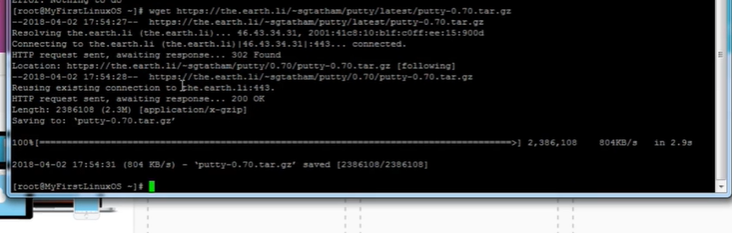 Error: Nothing to do
[root@MyFirstLinuxOS ~]# wget https://the.earth.li/~sgtatham/putty/latest/putty-0.70.tar.gz
--2018-04-02 17:54:27--  https://the.earth.li/~sgtatham/putty/latest/putty-0.70.tar.gz
Resolving the.earth.li (the.earth.li)... 46.43.34.31, 2001:41c8:10:b1f:c0ff:ee:15:900d
Connecting to the.earth.li (the.earth.li)|46.43.34.31|:443... connected.
HTTP request sent, awaiting response... 302 Found
Location: https://the.earth.li/~sgtatham/putty/0.70/putty-0.70.tar.gz [following]
--2018-04-02 17:54:28--  https://the.earth.li/~sgtatham/putty/0.70/putty-0.70.tar.gz
Reusing existing connection to the.earth.li:443.
HTTP request sent, awaiting response... 200 OK
Length: 2386108 (2.3M) [application/x-gzip]
Saving to: ‘putty-0.70.tar.gz’
100%[======================================================================>] 2,386,108    804KB/s   in 2.9s
2018-04-02 17:54:31 (804 KB/s) - ‘putty-0.70.tar.gz’ saved [2386108/2386108]
[root@MyFirstLinuxOS ~]#